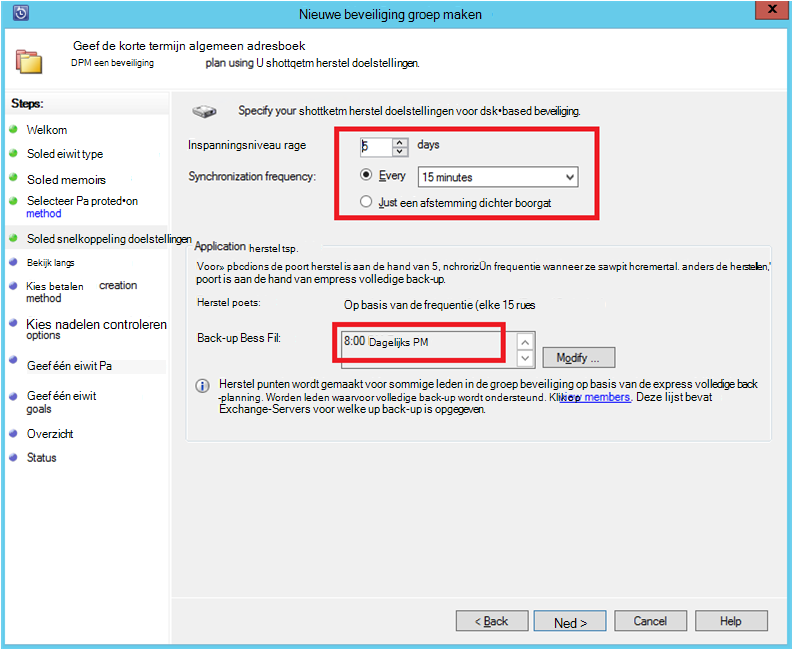 Nieuwe beveiliging groep maken
x
Geef de korte termijn algemeen adresboek
DPM een beveiliging plan using U shottqetm herstel doelstellingen.
Steps:
Welkom
Soled eiwit type
Soled memoirs
Selecteer Pa proted•on
method
Soled snelkoppeling doelstellingen
Bekijk langs
Kies betalen creation
method
Kies nadelen controleren
options
Geef één eiwit Pa
Geef één eiwit
goals
Overzicht
Status
Specify your shottketm herstel doelstellingen voor dsk•based beveiliging.
Inspanningsniveau rage 5 days
Synchronization frequency: Every 15 minutes
Just een afstemming dichter boorgat
Application herstel tsp.
Voor» pbcdions de poort herstel is aan de hand van 5, nchrorizÜn frequentie wanneer ze sawpit hcremertal. anders de herstellen,'
poort is aan de hand van empress volledige back-up.
Herstel poets: Op basis van de frequentie (elke 15 rues
Back-up Bess Fil: 8:00 Dagelijks PM
Modify ...
Herstel punten wordt gemaakt voor sommige leden in de groep beveiliging op basis van de express volledige back
-planning. Worden leden waarvoor volledige back-up wordt ondersteund. members. Deze lijst bevat
Exchange-Servers voor welke up back-up is opgegeven.
< Back Ned > Cancel Help